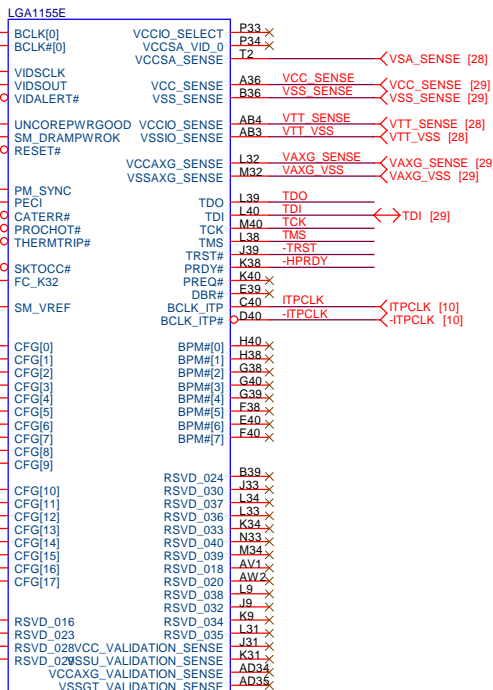 LGA1155E
BCLK[0] VCCIO_SELECT P33
BCLK#[0] VCCSA_VID_0 P34
VCCSA_SENSE T2 VSA_SENSE [28]
VIDSCLK
VIDSOUT VCC_SENSE A36 VCC_SENSE VCC_SENSE [29]
VIDALERT# VSS_SENSE B36 VSS_SENSE VSS_SENSE [29]
UNCOREPWRGOOD VCCIO_SENSE AB4 VTT_SENSE VTT_SENSE [28]
SM_DRAMPWROK VSSIO_SENSE AB3 VTT_VSS VTT_VSS [28]
RESET#
VCCAXG_SENSE L32 VAXG_SENSE VAXG_SENSE [29
VSSAXG_SENSE M32 VAXG_VSS VAXG_VSS [29]
PM_SYNC
PECI TDO L39 TDO
CATERR# TDI L40 TDI TDI [29]
PROCHOT# TCK M40 TCK
THERMTRIP# TMS L38 TMS
TRST# J39 -TRST
SKTOCC# PRDY# K38 -HPRDY
FC_K32 PREQ# K40
DBR# E39
SM_VREF BCLK_ITP C40 ITPCLK ITPCLK [10]
BCLK_ITP# D40 -ITPCLK -ITPCLK [10]
CFG[0] BPM#[0] H40
CFG[1] BPM#[1] H38
CFG[2] BPM#[2] G38
CFG[3] BPM#[3] G40
CFG[4] BPM#[4] G39
CFG[5] BPM#[5] F38
CFG[6] BPM#[6] E40
CFG[7] BPM#[7] F40
CFG[8]
CFG[9]
RSVD_024 B39
CFG[10] RSVD_030 J33
CFG[11] RSVD_037 L34
CFG[12] RSVD_036 L33
CFG[13] RSVD_033 K34
CFG[14] RSVD_040 N33
CFG[15] RSVD_039 M34
CFG[16] RSVD_018 AV1
CFG[17] RSVD_020 AW2
RSVD_038 L9
RSVD_032 J9
RSVD_016 RSVD_034 K9
RSVD_023 RSVD_035 L31
RSVD_028 VCC_VALIDATION_SENSE J31
RSVD_029 VSSU_VALIDATION_SENSE K31
VCCAXG_VALIDATION_SENSE AD34
VSSGT_VALIDATION_SENSE AD35